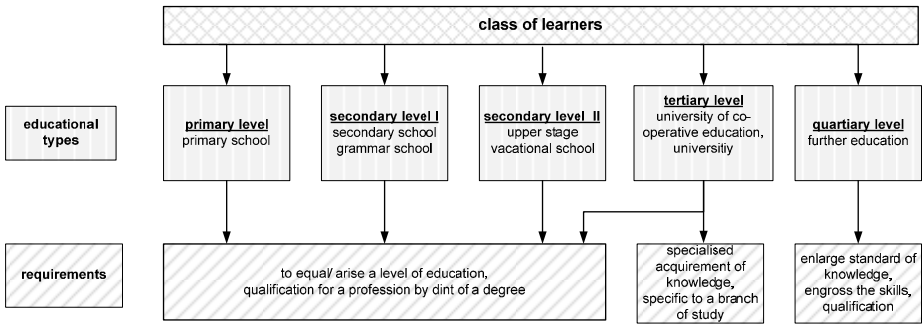 class of learners
educational
types
primary level
primary school
secondary level I
secondary school
grammar school
secondary level II
upper stage
vacational school
tertiary level
university of co-
operative education,
universitiy
quartiary level
further education
requirements
to equal/ arise a level of education,
qualification for a profession by dint of a degree
specialised
acquirement of
knowledge,
specific to a branch
of study
enlarge standard of
knowledge,
engross the skills,
qualification